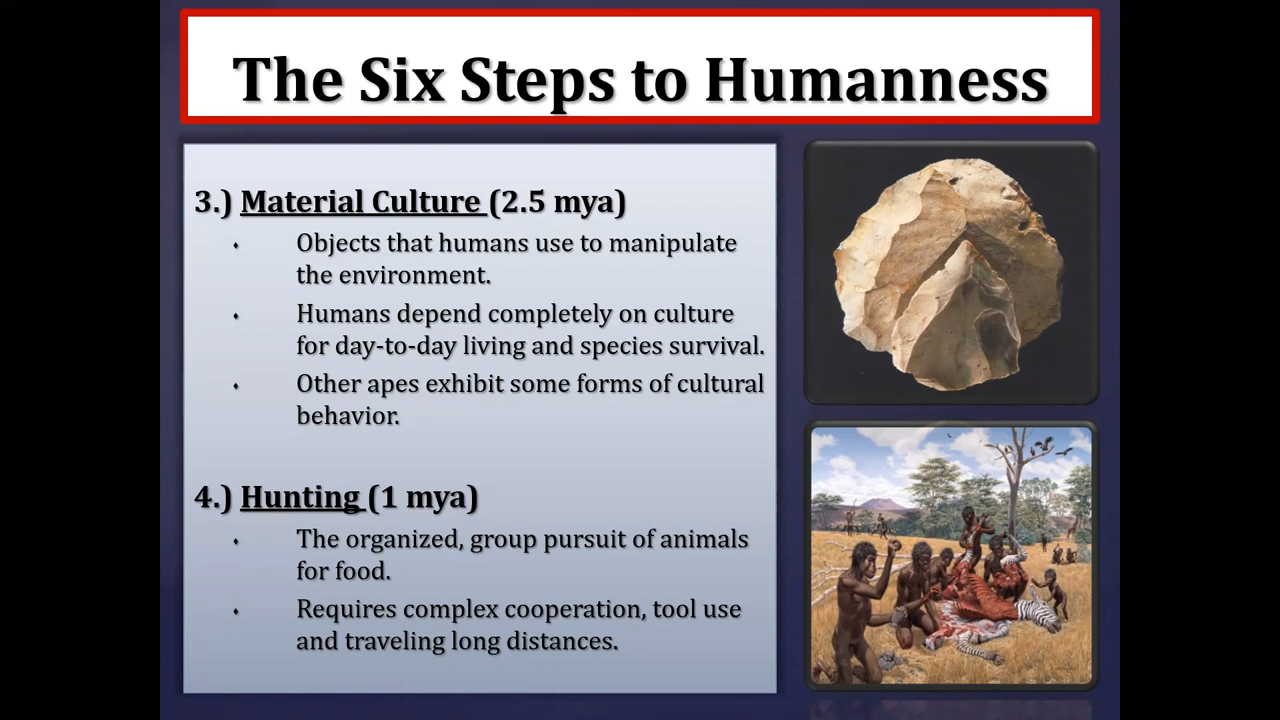 The Six Steps to Humanness
3.) Material Culture (2.5 mya)
⬧ Objects that humans use to manipulate
the environment.
⬧ Humans depend completely on culture
for day-to-day living and species survival.
⬧ Other apes exhibit some forms of cultural
behavior.
4.) Hunting (1 mya)
⬧ The organized, group pursuit of animals
for food.
⬧ Requires complex cooperation, tool use
and traveling long distances.